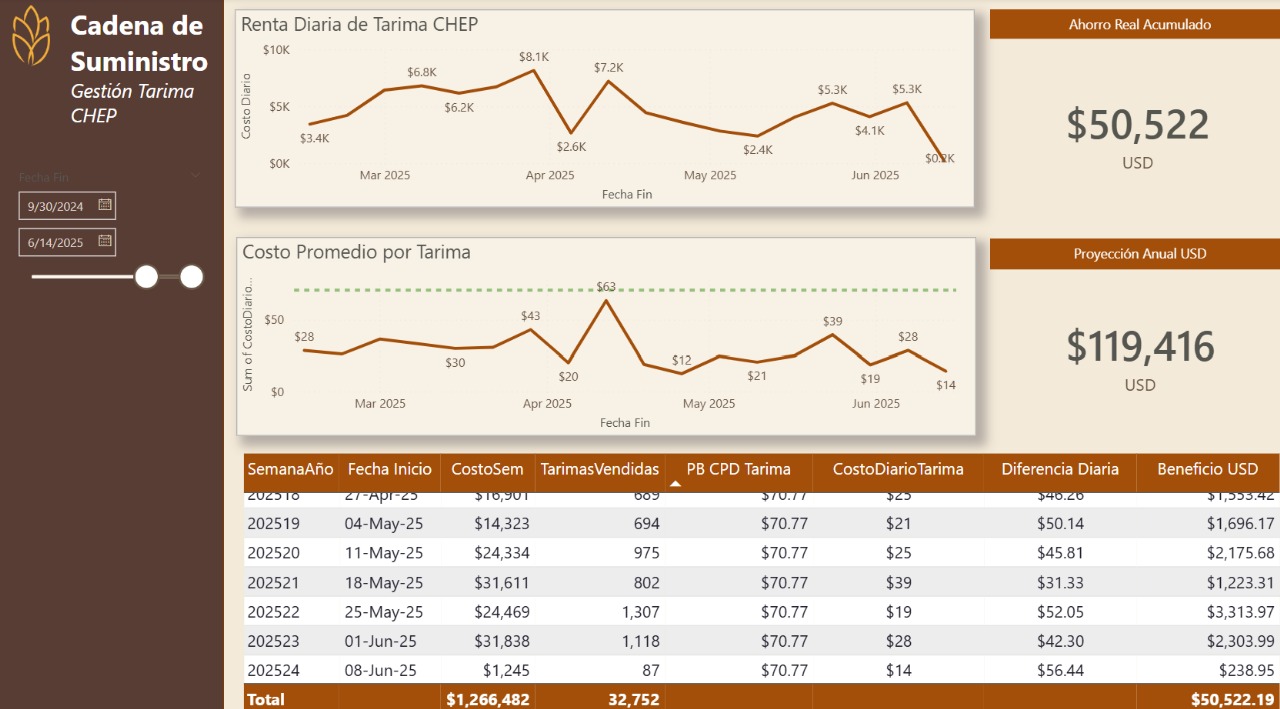 Cadena de
Suministro
Gestión Tarima
CHEP
Fecha Fin
9/30/2024
6/14/2025
Renta Diaria de Tarima CHEP
Costo Diario
$10K
$5K
$0K
$3.4K
$6.8K
$6.2K
$8.1K
$2.6K
$7.2K
$2.4K
$5.3K
$4.1K
$5.3K
$0.2K
Mar 2025 Apr 2025 May 2025 Jun 2025
Fecha Fin
Ahorro Real Acumulado
$50,522
USD
Costo Promedio por Tarima
Sum of CostoDiario...
$50
$0
$28
$30
$43
$20
$63
$12
$21
$39
$19
$28
$14
Mar 2025 Apr 2025 May 2025 Jun 2025
Fecha Fin
Proyección Anual USD
$119,416
USD
SemanaAño Fecha Inicio CostoSem TarimasVendidas PB CPD Tarima CostoDiarioTarima Diferencia Diaria Beneficio USD
202518 27-Apr-25 $16,901 689 $70.77 $25 $46.26 $1,553.42
202519 04-May-25 $14,323 694 $70.77 $21 $50.14 $1,696.17
202520 11-May-25 $24,334 975 $70.77 $25 $45.81 $2,175.68
202521 18-May-25 $31,611 802 $70.77 $39 $31.33 $1,223.31
202522 25-May-25 $24,469 1,307 $70.77 $19 $52.05 $3,313.97
202523 01-Jun-25 $31,838 1,118 $70.77 $28 $42.30 $2,303.99
202524 08-Jun-25 $1,245 87 $70.77 $14 $56.44 $238.95
Total $1,266,482 32,752 $50,522.19